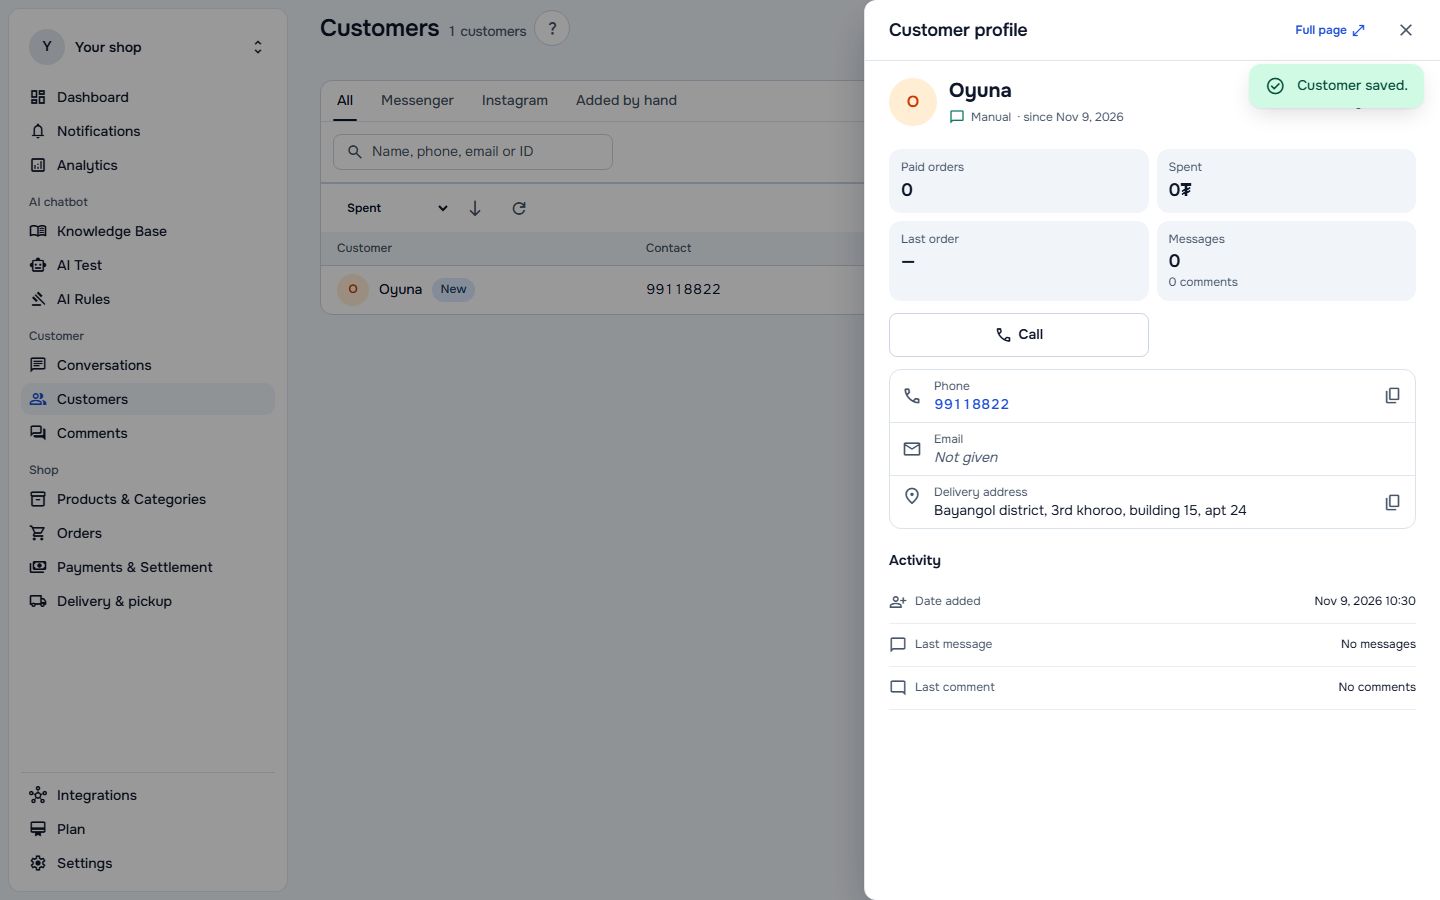 Y
Your shop
Dashboard
Notifications
Analytics
AI chatbot
Knowledge Base
AI Test
AI Rules
Customer
Conversations
Customers
Comments
Shop
Products & Categories
Orders
Payments & Settlement
Delivery & pickup
Integrations
Plan
Settings
Customers 1 customers ?
All Messenger Instagram Added by hand
Name, phone, email or ID
Spent
Customer Contact
O Oyuna New 99118822
Customer profile Full page
Customer saved.
O
Oyuna
Manual · since Nov 9, 2026
Paid orders
0
Spent
0₮
Last order
—
Messages
0
0 comments
Call
Phone
99118822
Email
Not given
Delivery address
Bayangol district, 3rd khoroo, building 15, apt 24
Activity
Date added Nov 9, 2026 10:30
Last message No messages
Last comment No comments